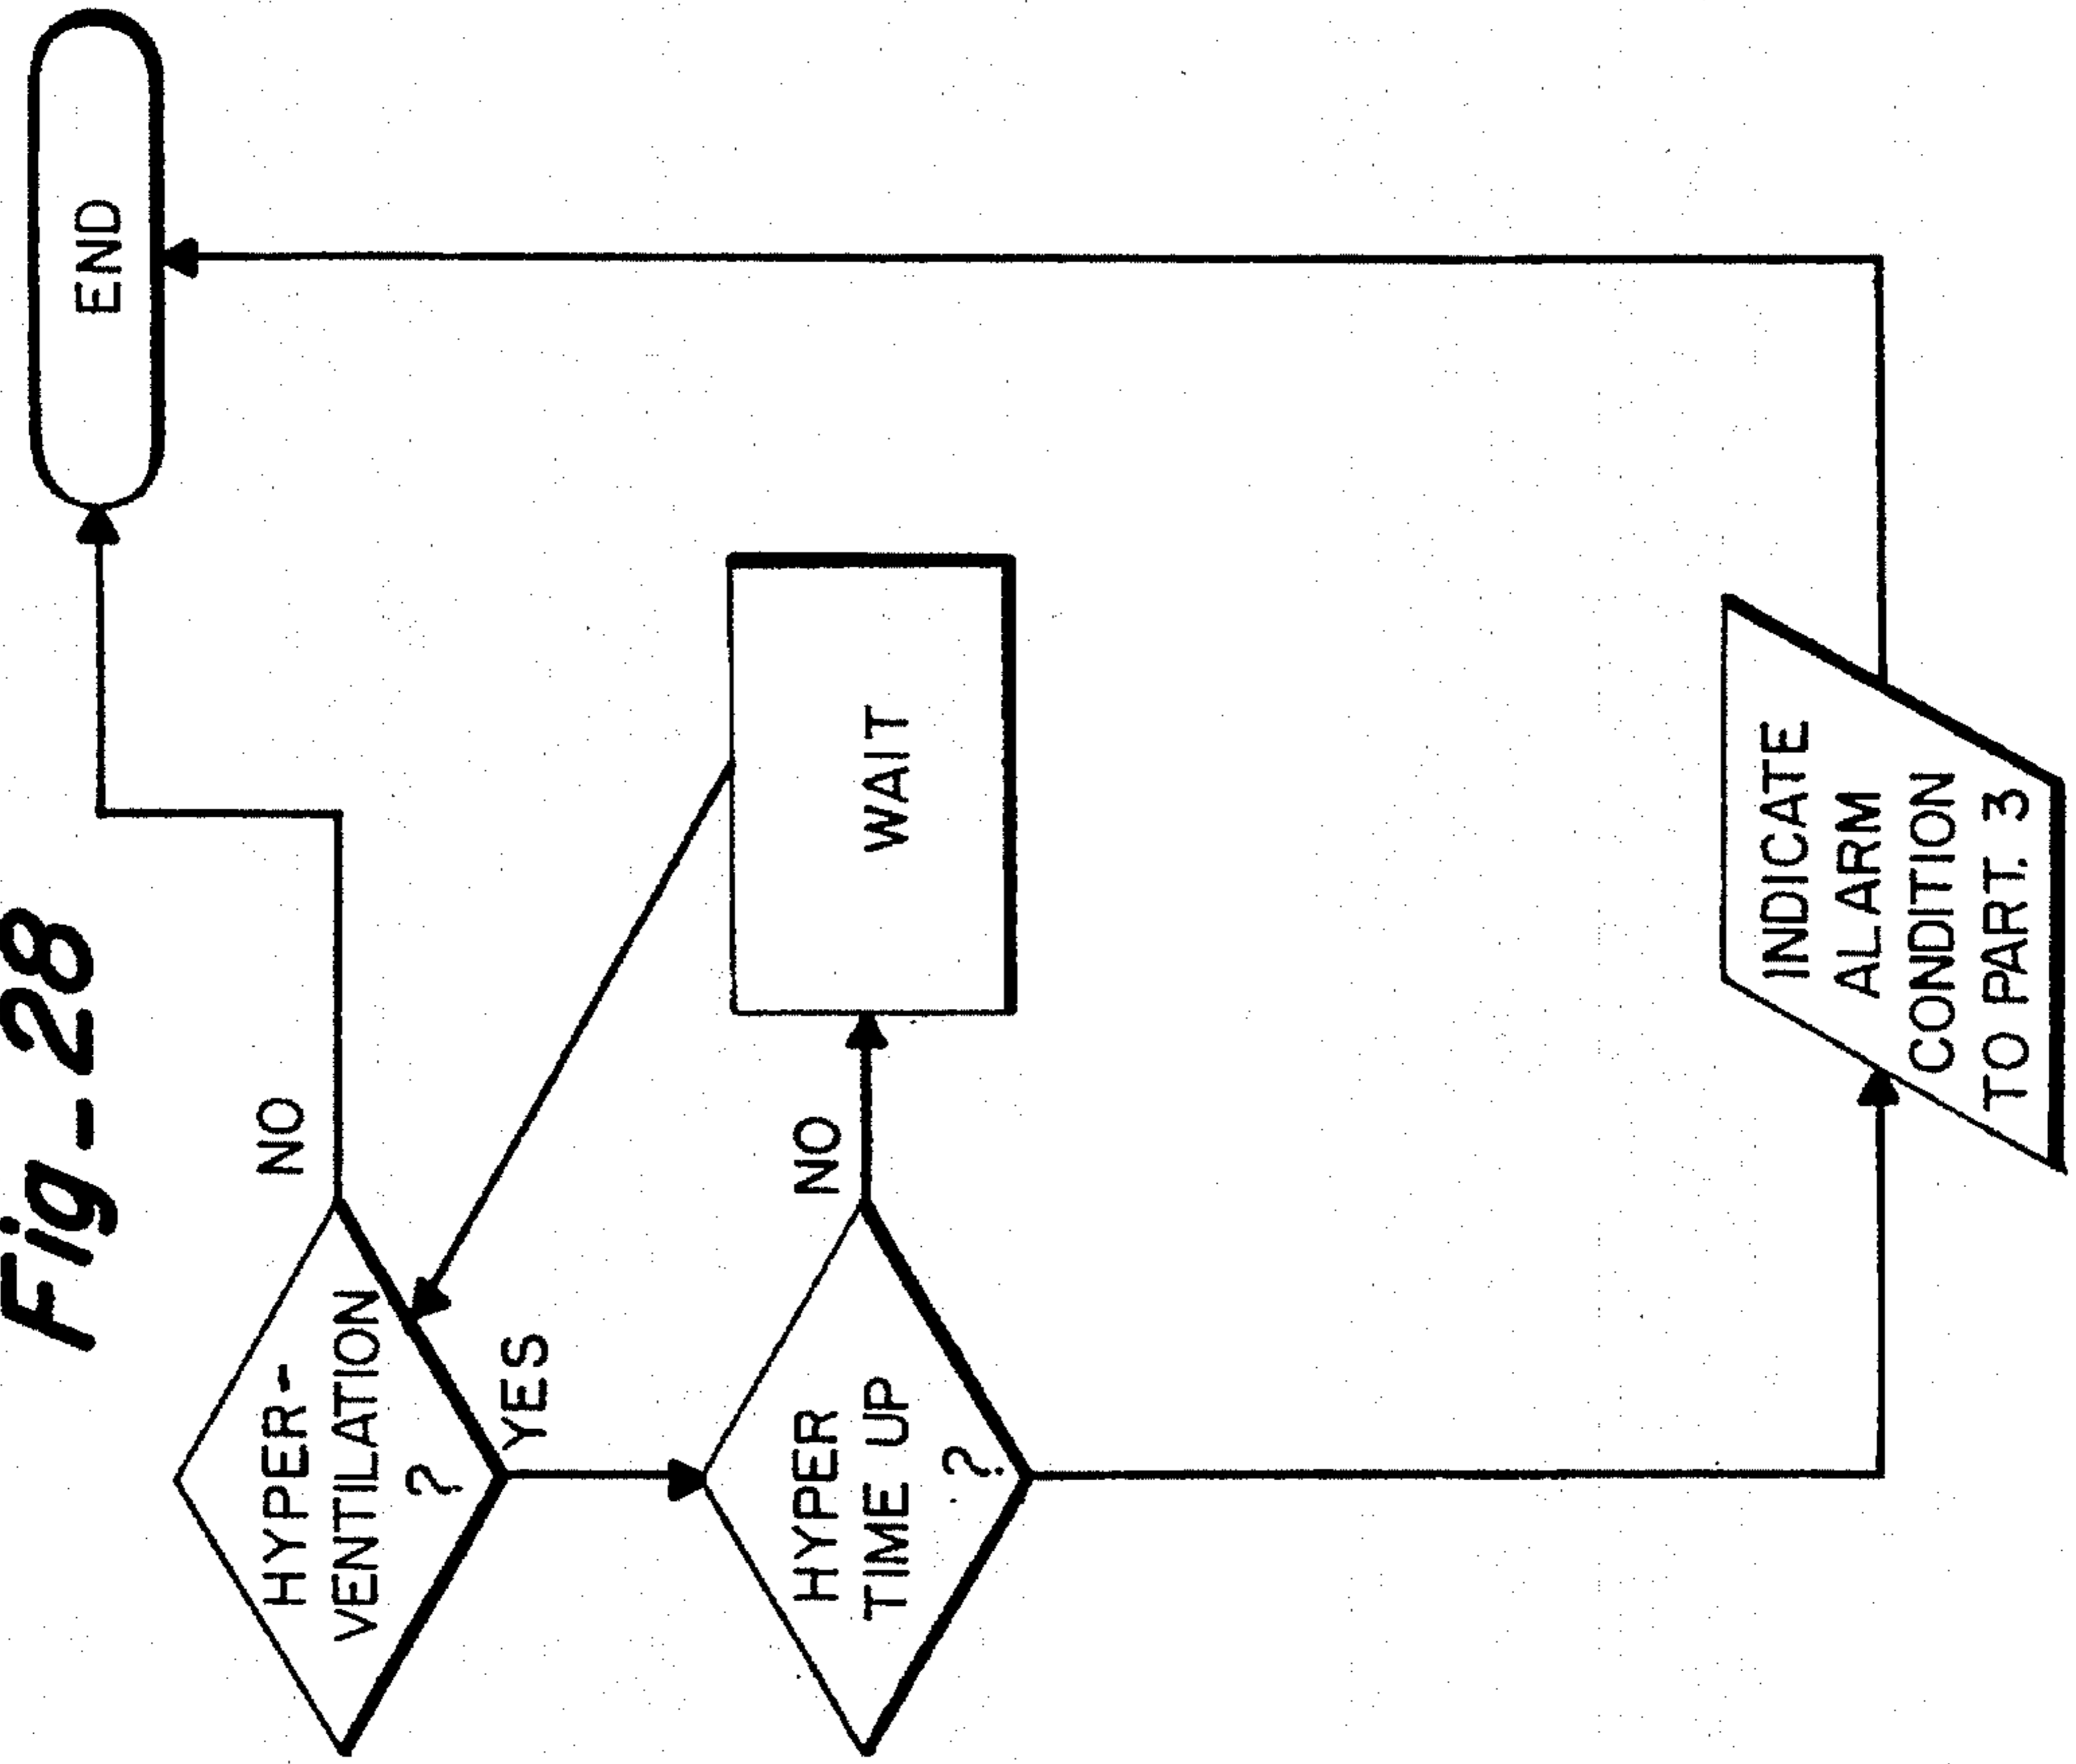 Fig-28
HYPER-
VENTILATION
?
NO
YES
END
HYPER
TIME UP
?
NO
WAIT
INDICATE
ALARM
CONDITION
TO PART. 3